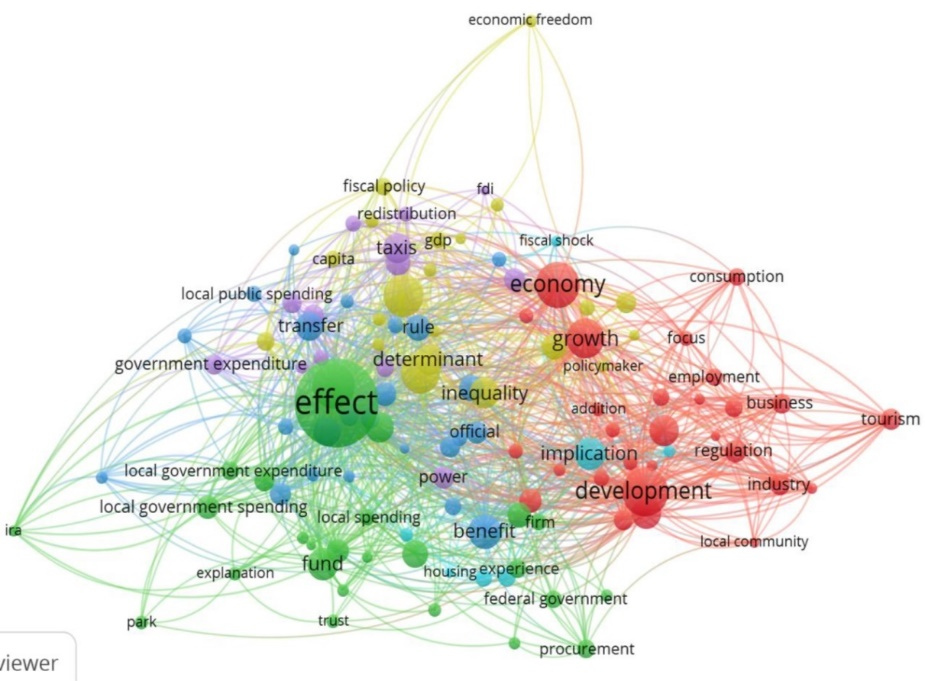 economic freedom
fiscal policy
fdi
redistribution
taxis
gdp
fiscal shock
capita
consumption
economy
local public spending
transfer
rule
growth
focus
determinant
government expenditure
policymaker
employment
inequality
effect
addition
business
tourism
official
implication
regulation
local government expenditure
power
development
industry
local government spending
local spending
firm
ira
benefit
local community
fund
explanation
housing
experience
federal government
park
trust
procurement
viewer